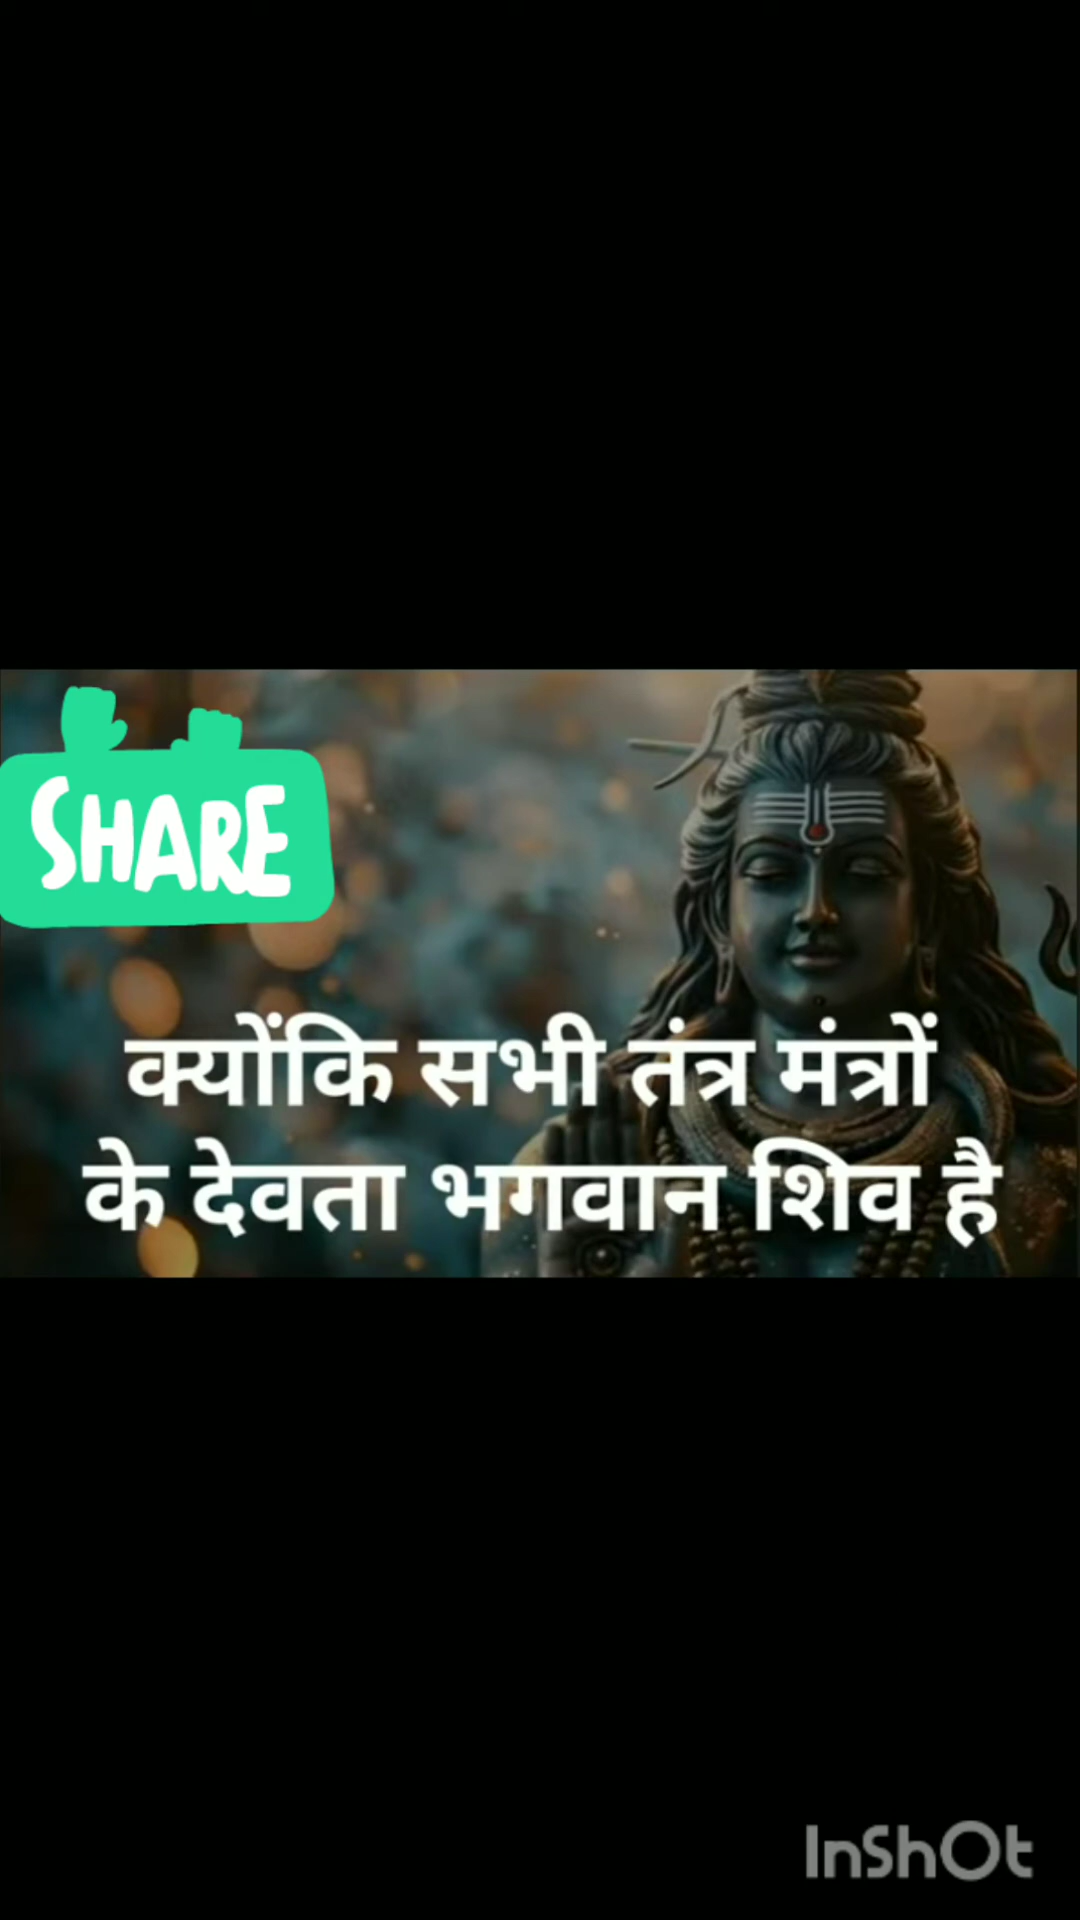 SHARE
क्योंकि सभी तंत्र मंत्रों
के देवता भगवान शिव है
InShOt